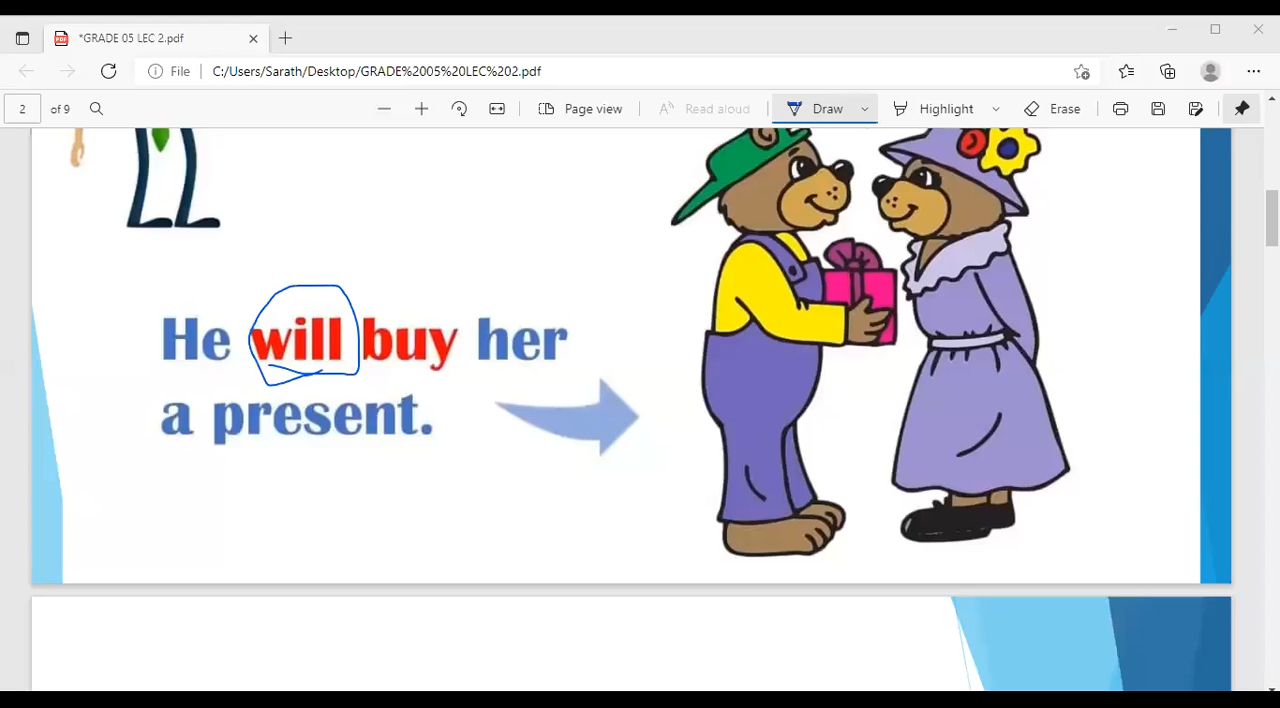 *GRADE 05 LEC 2.pdf
File C:/Users/Sarath/Desktop/GRADE%2005%20LEC%202.pdf
2 of 9 Page view Read aloud Draw Highlight Erase
He will buy her
a present.